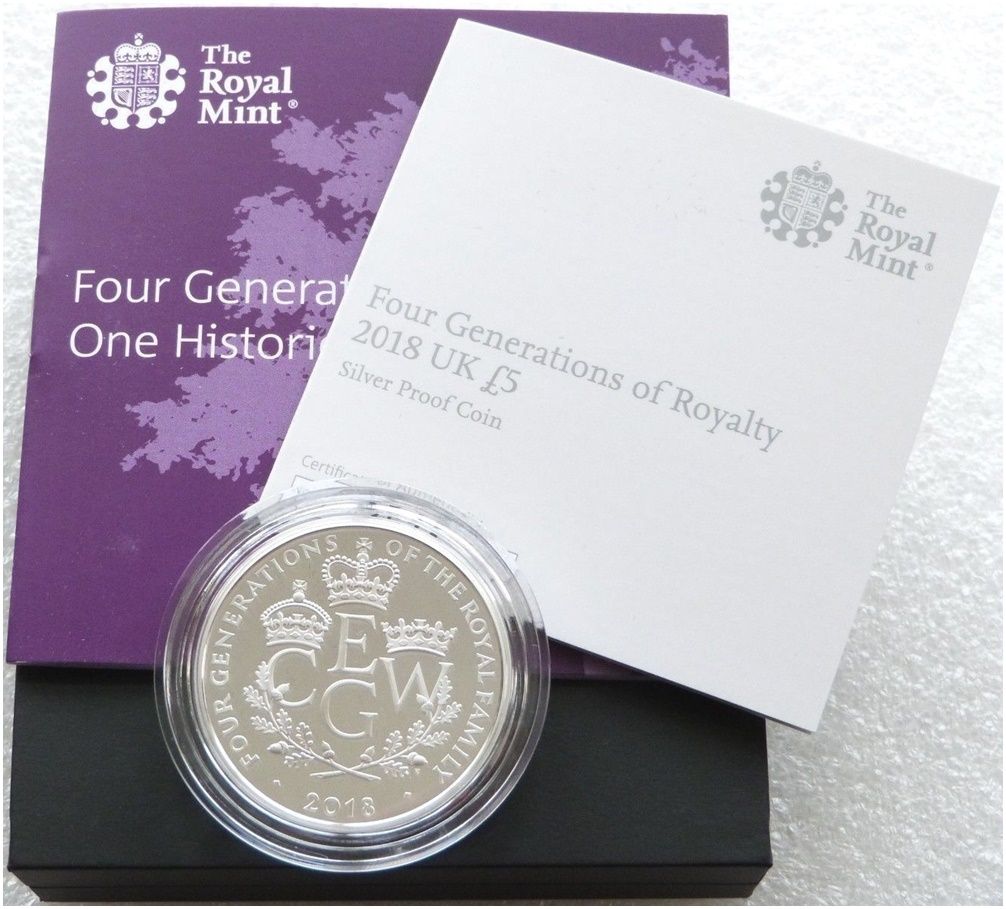 The
Royal
Mint®
Four Generat
One Histori
The
Royal
Mint®
Four Generations of Royalty
2018 UK £5
Silver Proof Coin
FOUR GENERATIONS OF THE ROYAL FAMILY
E
C W
G
2018